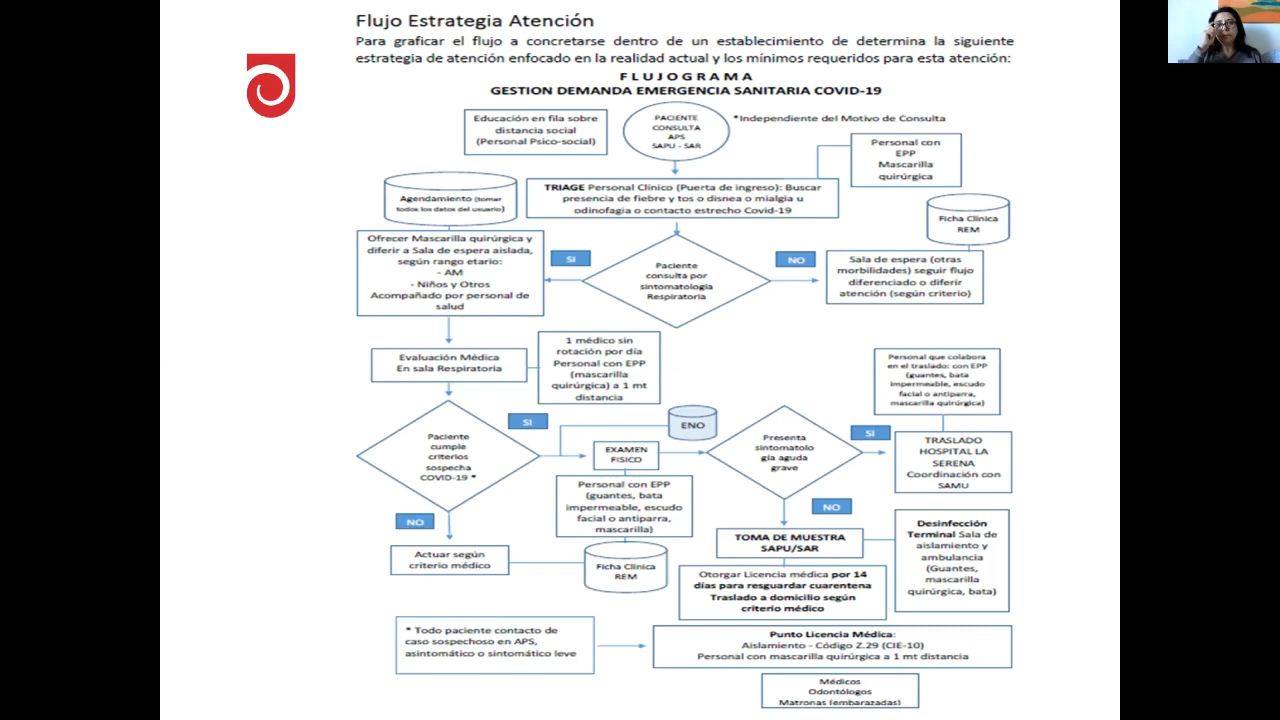 Flujo Estrategia Atención
Para graficar el flujo a concretarse dentro de un establecimiento de determina la siguiente
estrategia de atención enfocado en la realidad actual y los mínimos requeridos para esta atención:
FLUJOGRAMA
GESTION DEMANDA EMERGENCIA SANITARIA COVID-19
Educación en fila sobre
distancia social
(Personal Psico-social)
PACIENTE
CONSULTA
APS
SAPU - SAR
*Independiente del Motivo de Consulta
Personal con
EPP
Mascarilla
quirúrgica
TRIAGE Personal Clínico (Puerta de ingreso): Buscar
presencia de fiebre y tos o disnea o mialgia u
odinofagia o contacto estrecho Covid-19
Agendamiento (tomar
todos los datos del usuario)
Ficha Clínica
REM
Ofrecer Mascarilla quirúrgica y
diferir a Sala de espera aislada,
según rango etario:
- AM
- Niños y Otros
Acompañado por personal de
salud
SI
Paciente
consulta por
sintomatología
Respiratoria
NO
Sala de espera (otras
morbilidades) seguir flujo
diferenciado o diferir
atención (según criterio)
Evaluación Médica
En sala Respiratoria
1 médico sin
rotación por día
Personal con EPP
(mascarilla
quirúrgica) a 1 mt
distancia
Personal que colabora
en el traslado: con EPP
(guantes, bata
impermeable, escudo
facial o antiparra,
mascarilla quirúrgica)
Paciente
cumple
criterios
sospecha
COVID-19 *
SI
ENO
EXAMEN
FISICO
Presenta
sintomatolo
gía aguda
grave
SI
TRASLADO
HOSPITAL LA
SERENA
Coordinación con
SAMU
Personal con EPP
(guantes, bata
impermeable, escudo
facial o antiparra,
mascarilla)
NO
NO
Actuar según
criterio médico
Ficha Clínica
REM
TOMA DE MUESTRA
SAPU/SAR
Desinfección
Terminal Sala de
aislamiento y
ambulancia
(Guantes,
mascarilla
quirúrgica, bata)
Otorgar Licencia médica por 14
días para resguardar cuarentena
Traslado a domicilio según
criterio médico
* Todo paciente contacto de
caso sospechoso en APS,
asintomático o sintomático leve
Punto Licencia Médica:
Aislamiento - Código Z.29 (CIE-10)
Personal con mascarilla quirúrgica a 1 mt distancia
Médicos
Odontólogos
Matronas (embarazadas)